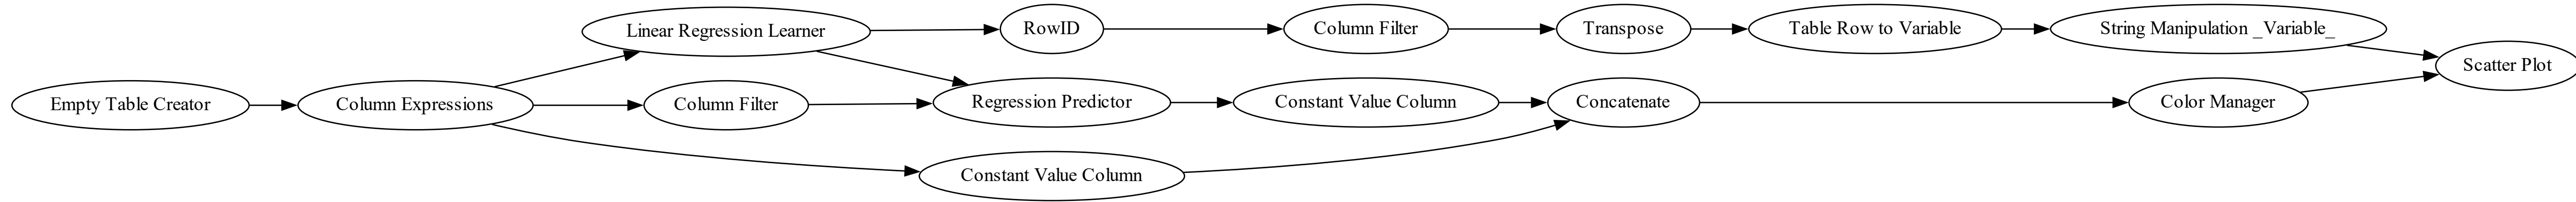 Linear Regression Learner
RowID
Column Filter
Transpose
Table Row to Variable
String Manipulation _Variable_
Scatter Plot
Empty Table Creator
Column Expressions
Column Filter
Regression Predictor
Constant Value Column
Concatenate
Color Manager
Constant Value Column